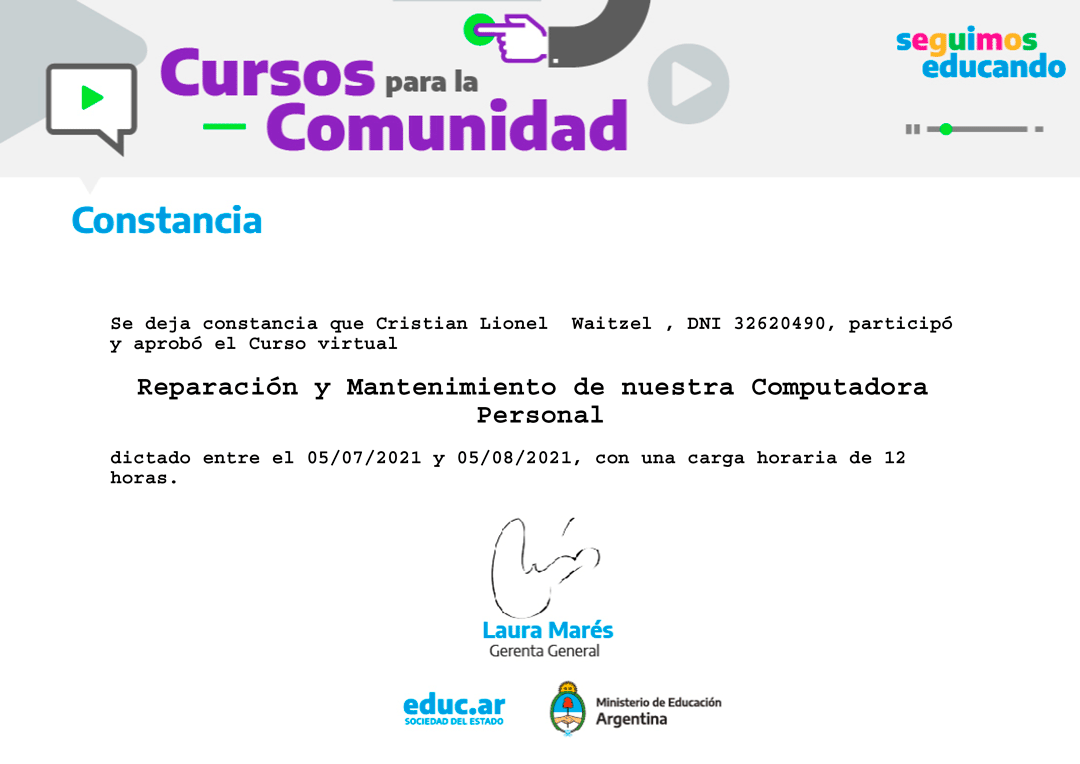 Cursos para la
Comunidad
seguimos
educando
Constancia
Se deja constancia que Cristian Lionel  Waitzel , DNI 32620490, participó
y aprobó el Curso virtual
Reparación y Mantenimiento de nuestra Computadora
Personal
dictado entre el 05/07/2021 y 05/08/2021, con una carga horaria de 12
horas.
Laura Marés
Gerenta General
educ.ar
SOCIEDAD DEL ESTADO
Ministerio de Educación
Argentina